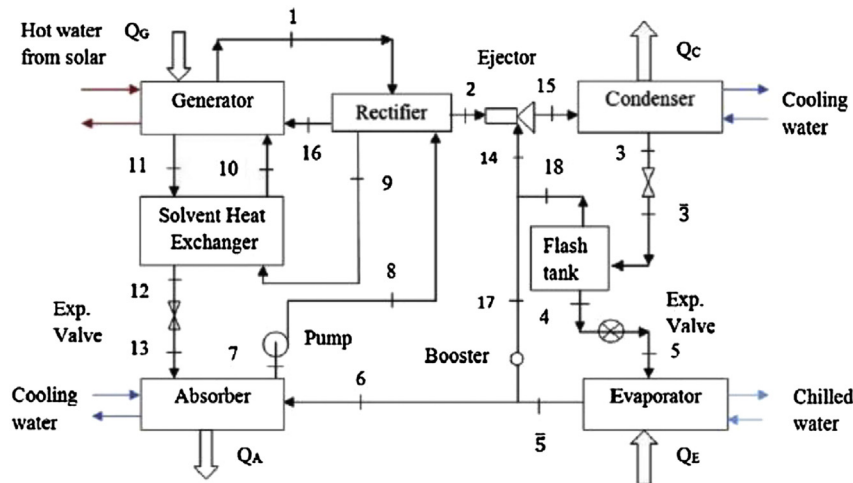 1
Hot water
from solar
QG
Ejector
QC
Generator
Rectifier
2
15
Condenser
Cooling
water
16
14
18
3
11
10
9
3̅
Solvent Heat
Exchanger
Flash
tank
8
12
17
4
Exp.
Valve
Exp.
Valve
13
7
Pump
5
Booster
Cooling
water
Absorber
6
Evaporator
Chilled
water
5̅
QA
QE